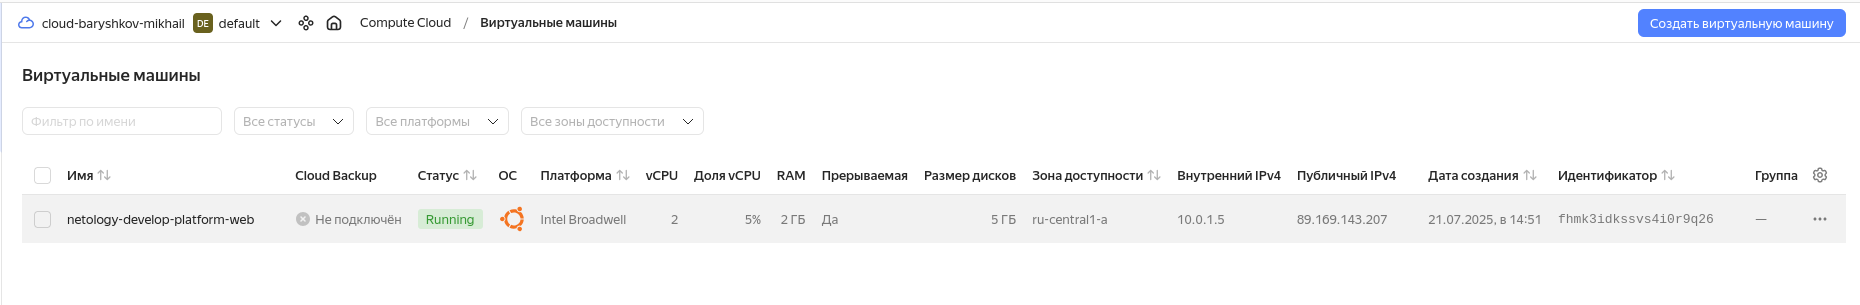 cloud-baryshkov-mikhail DE default Compute Cloud / Виртуальные машины Создать виртуальную машину
Виртуальные машины
Фильтр по имени Все статусы Все платформы Все зоны доступности
Имя Cloud Backup Статус ОС Платформа vCPU Доля vCPU RAM Прерываемая Размер дисков Зона доступности Внутренний IPv4 Публичный IPv4 Дата создания Идентификатор Группа
netology-develop-platform-web Не подключён Running Intel Broadwell 2 5% 2 ГБ Да 5 ГБ ru-central1-a 10.0.1.5 89.169.143.207 21.07.2025, в 14:51 fhmk3idkssvs4i0r9q26 —